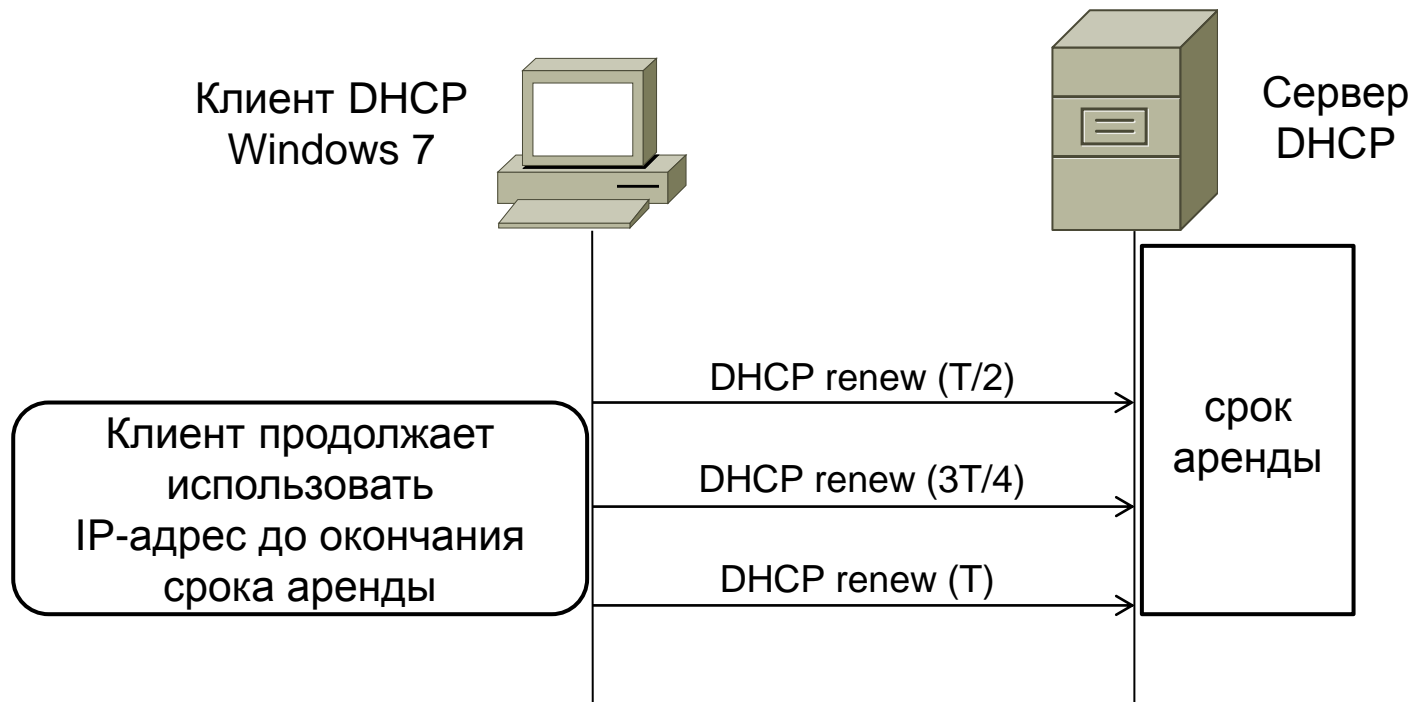 Клиент DHCP
Windows 7
Сервер
DHCP
DHCP renew (T/2)
Клиент продолжает
использовать
IP-адрес до окончания
срока аренды
DHCP renew (3T/4)
DHCP renew (T)
срок
аренды